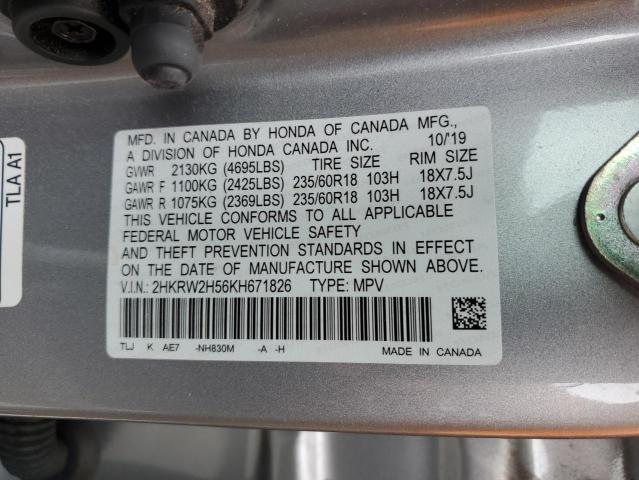 TLA A1
MFD. IN CANADA BY HONDA OF CANADA MFG.,
A DIVISION OF HONDA CANADA INC. 10/'19
GVWR 2130KG (4695LBS) TIRE SIZE RIM SIZE
GAWR F 1100KG (2425LBS) 235/60R18 103H 18X7.5J
GAWR R 1075KG (2369LBS) 235/60R18 103H 18X7.5J
THIS VEHICLE CONFORMS TO ALL APPLICABLE
FEDERAL MOTOR VEHICLE SAFETY
AND THEFT PREVENTION STANDARDS IN EFFECT
ON THE DATE OF MANUFACTURE SHOWN ABOVE.
V.I.N.: 2HKRW2H56KH671826 TYPE: MPV
TLJ K AE7 -NH830M -A -H MADE IN CANADA